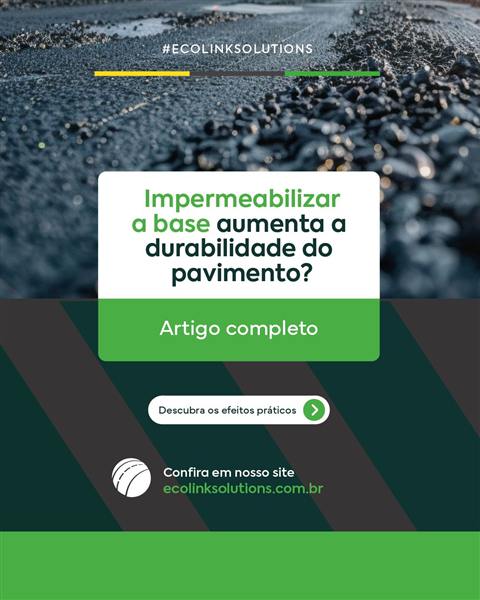 #ECOLINKSOLUTIONS
Impermeabilizar
a base aumenta a
durabilidade do
pavimento?
Artigo completo
Descubra os efeitos práticos
Confira em nosso site
ecolinksolutions.com.br